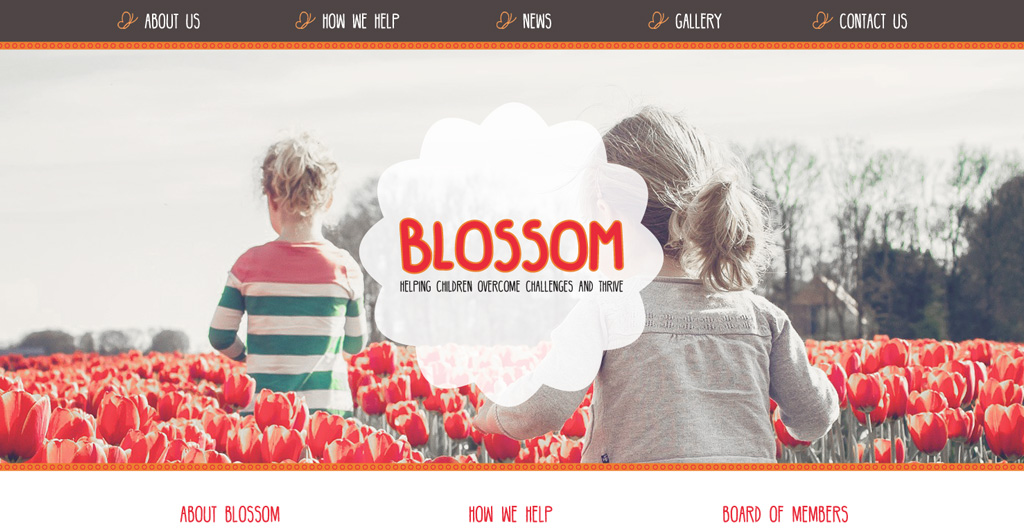 ABOUT US
HOW WE HELP
NEWS
GALLERY
CONTACT US
BLOSSOM
HELPING CHILDREN OVERCOME CHALLENGES AND THRIVE
ABOUT BLOSSOM
HOW WE HELP
BOARD OF MEMBERS